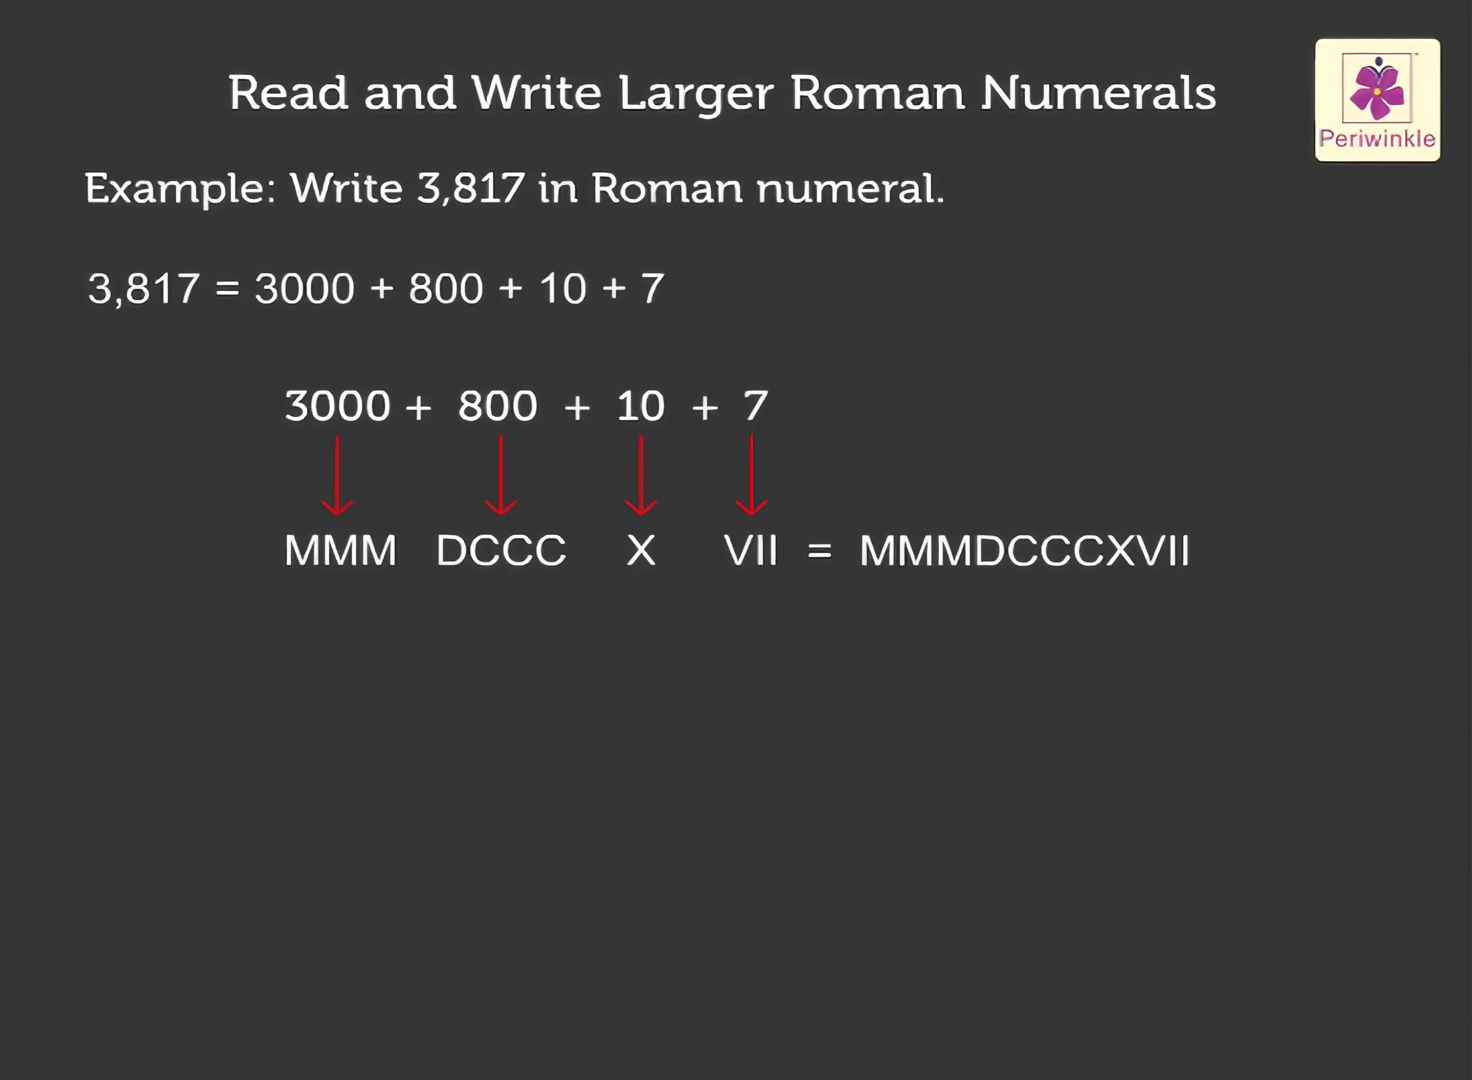 Read and Write Larger Roman Numerals
Periwinkle
Example: Write 3,817 in Roman numeral.
3,817 = 3000 + 800 + 10 + 7
3000 + 800 + 10 + 7
MMM DCCC X VII = MMMDCCCXVII